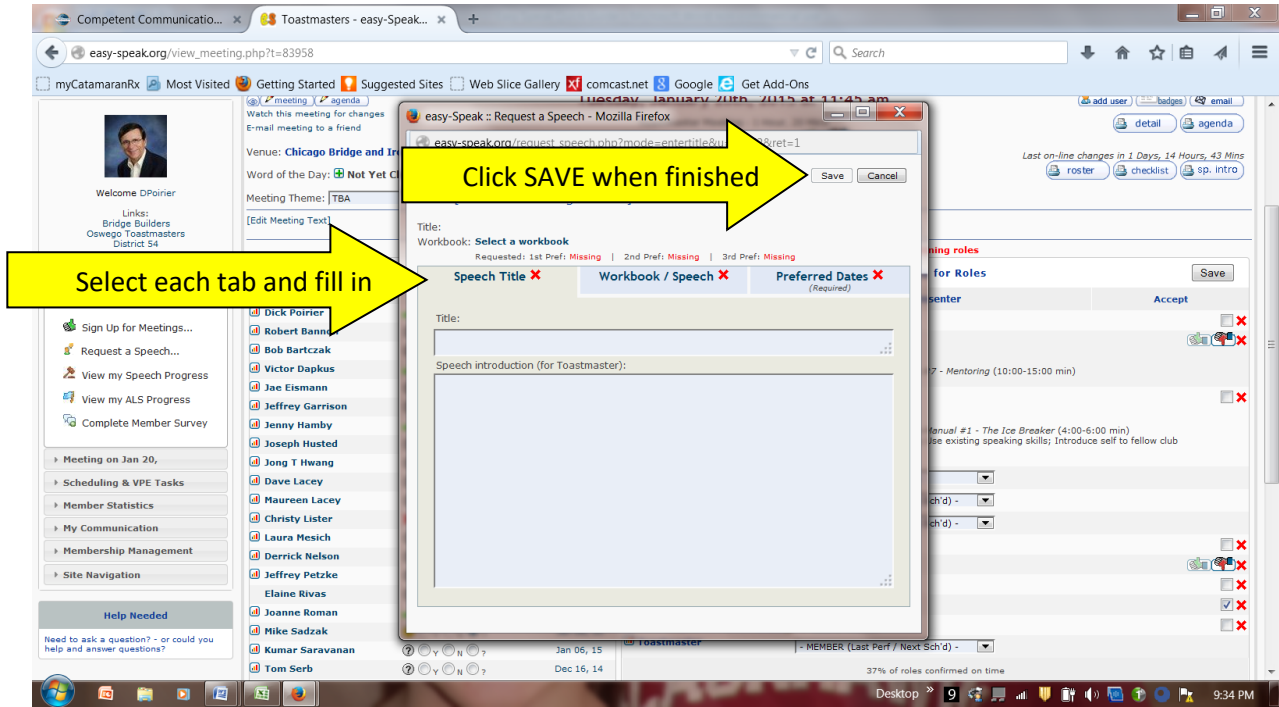 Competent Communicatio...
Toastmasters - easy-Speak...
easy-speak.org/view_meeting.php?t=83958
Search
myCatamaranRx Most Visited Getting Started Suggested Sites Web Slice Gallery comcast.net Google Get Add-Ons
meeting agenda
Tuesday January 20th, 2015 at 11:45 am
add user badges email
Watch this meeting for changes
E-mail meeting to a friend
detail agenda
Venue: Chicago Bridge and
Last on-line changes in 1 Days, 14 Hours, 43 Mins
Word of the Day: Not Yet
roster checklist sp. intro
Meeting Theme: TBA
[Edit Meeting Text]
Welcome DPoirier
Links:
Bridge Builders
Oswego Toastmasters
District 54
easy-Speak :: Request a Speech - Mozilla Firefox
easy-speak.org/request_speech.php?mode=entertitle&
&ret=1
Click SAVE when finished
Save Cancel
Title:
Workbook: Select a workbook
Requested: 1st Pref: Missing | 2nd Pref: Missing | 3rd Pref: Missing
Select each tab and fill in
Speech Title
Workbook / Speech
Preferred Dates
(Required)
Title:
Speech introduction (for Toastmaster):
roles
for Roles
Save
Accept
7 - Mentoring (10:00-15:00 min)
Manual #1 - The Ice Breaker (4:00-6:00 min)
Use existing speaking skills; Introduce self to fellow club
Sign Up for Meetings...
Request a Speech...
View my Speech Progress
View my ALS Progress
Complete Member Survey
Meeting on Jan 20,
Scheduling & VPE Tasks
Member Statistics
My Communication
Membership Management
Site Navigation
Help Needed
Need to ask a question? - or could you
help and answer questions?
Dick Poirier
Robert Bannon
Bob Bartczak
Victor Dapkus
Jae Eismann
Jeffrey Garrison
Jenny Hamby
Joseph Husted
Jong T Hwang
Dave Lacey
Maureen Lacey
Christy Lister
Laura Mesich
Derrick Nelson
Jeffrey Petzke
Elaine Rivas
Joanne Roman
Mike Sadzak
Kumar Saravanan ? Y N ? Jan 06, 15
Tom Serb ? Y N ? Dec 16, 14
Toastmaster
- MEMBER (Last Perf / Next Sch'd) -
37% of roles confirmed on time
Desktop
9:34 PM